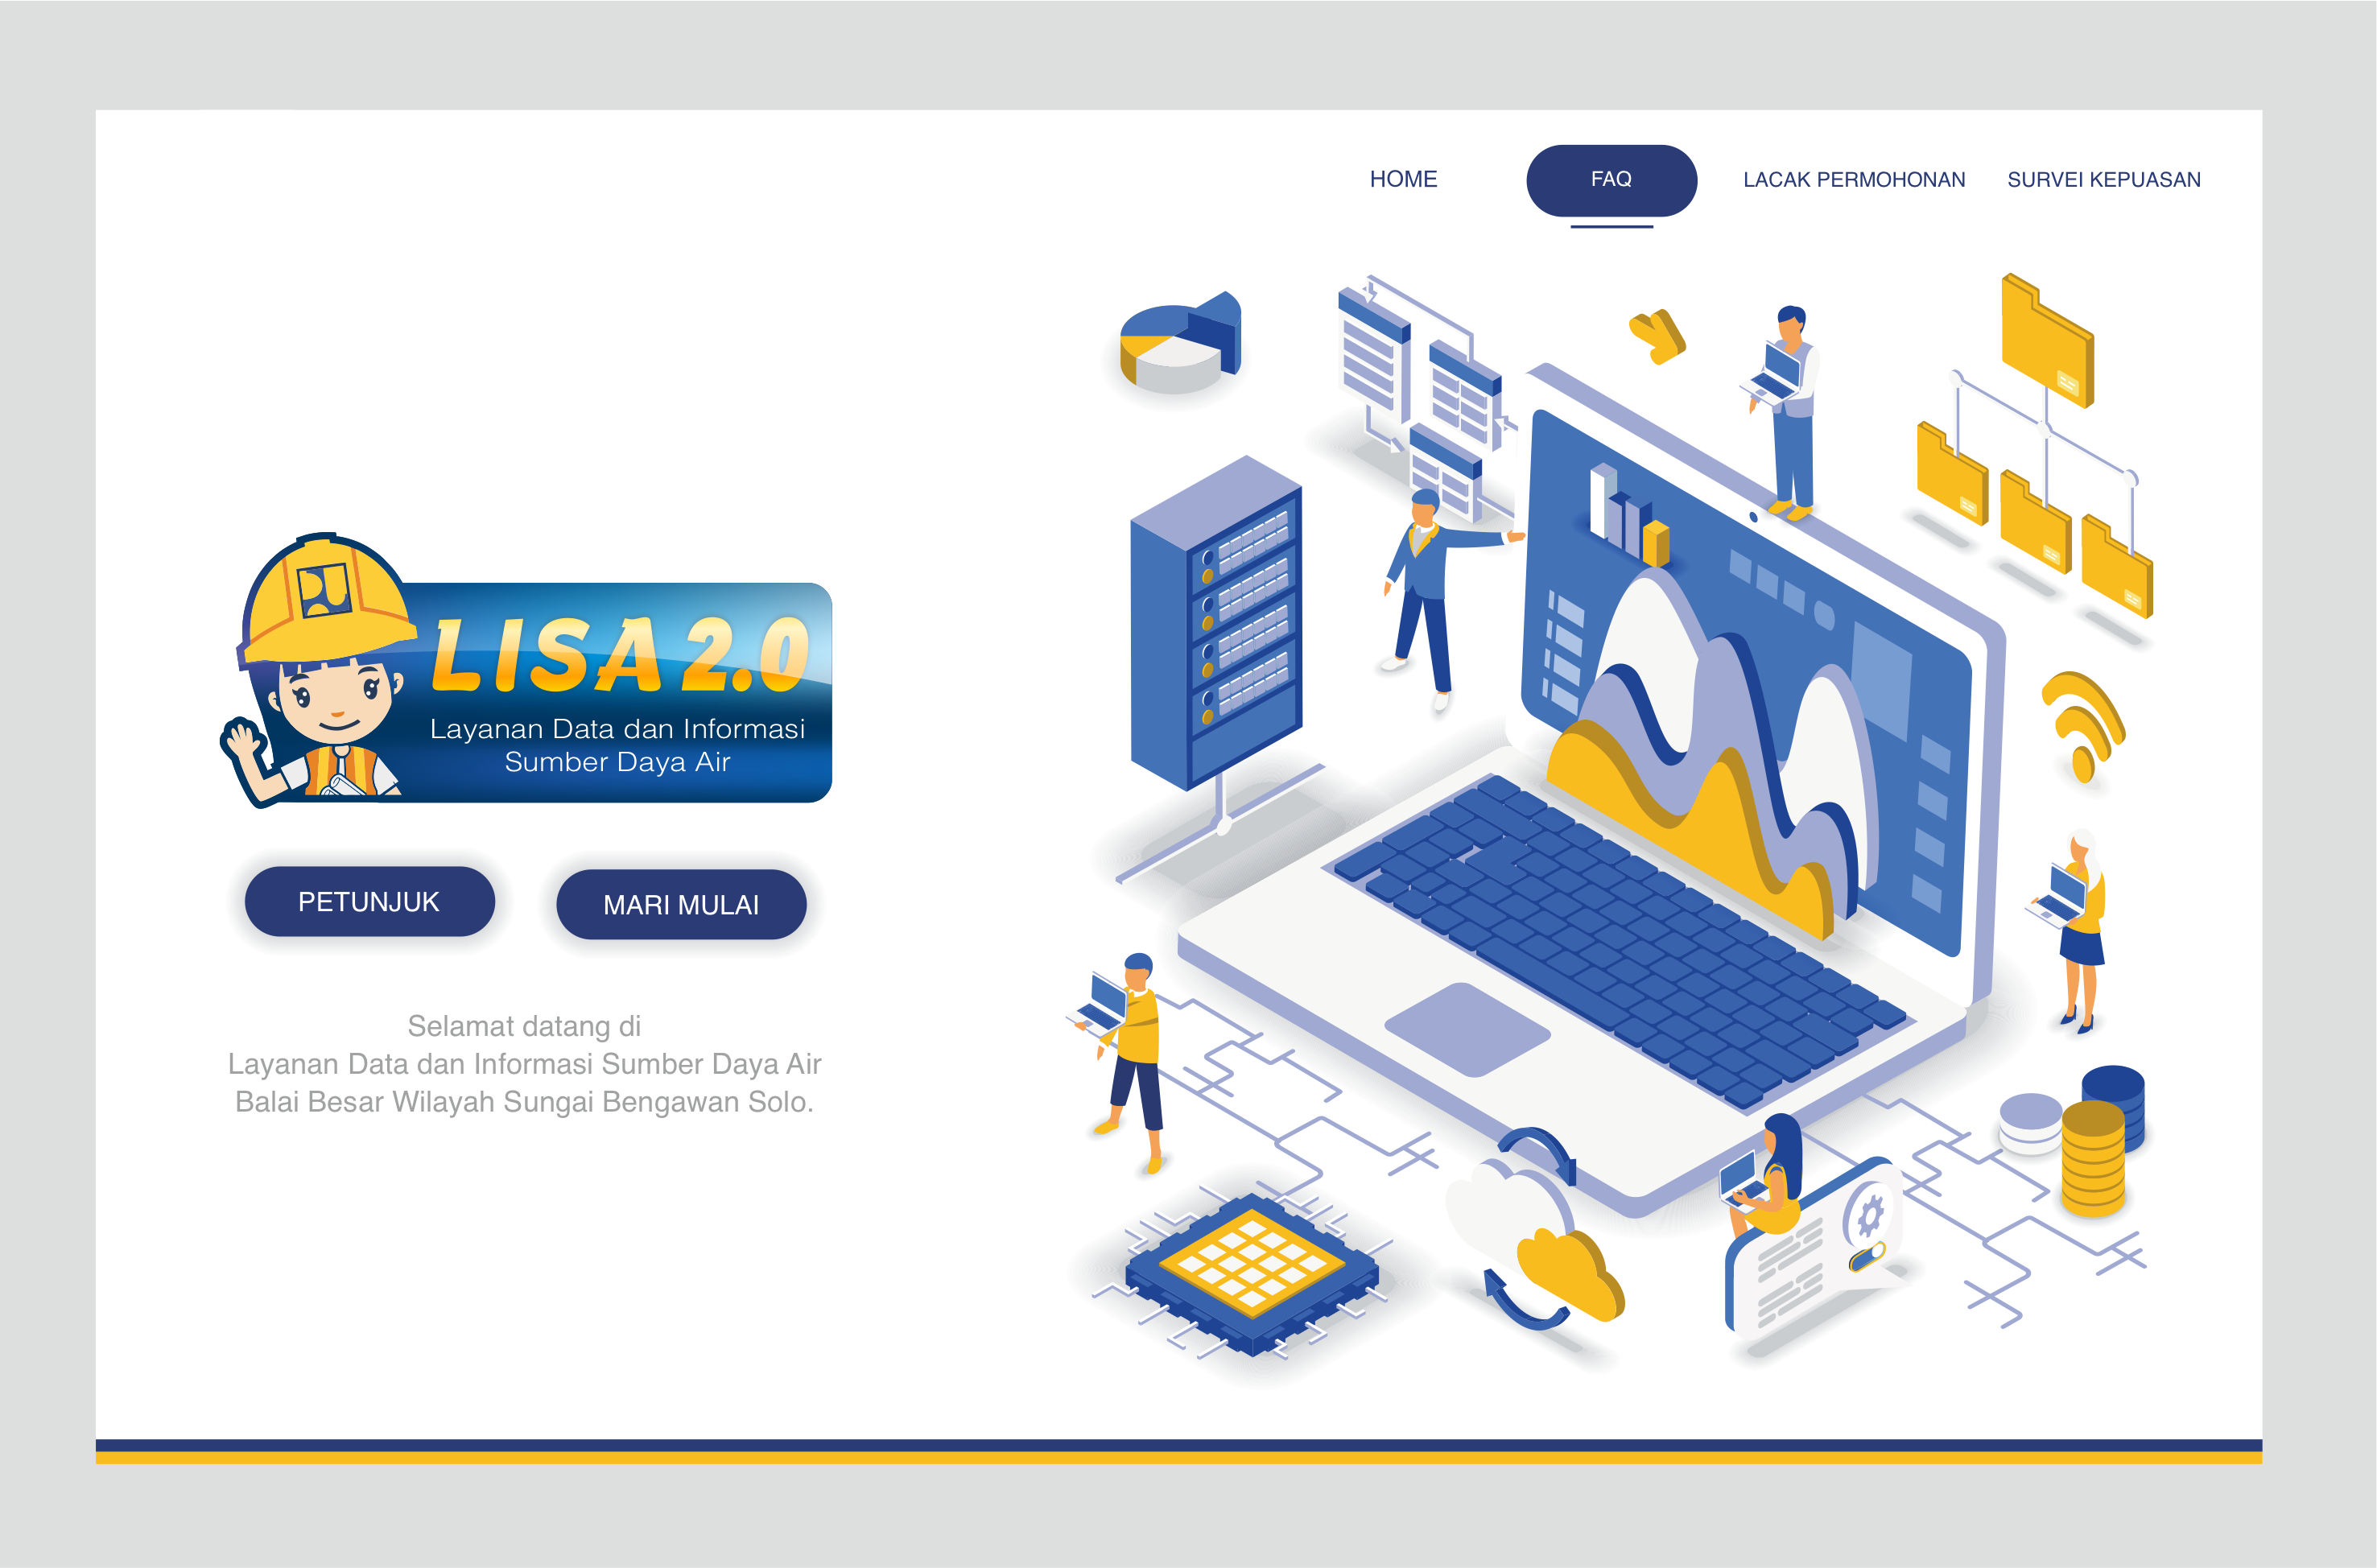 HOME
FAQ
LACAK PERMOHONAN
SURVEI KEPUASAN
PU
LISA 2.0
Layanan Data dan Informasi
Sumber Daya Air
PETUNJUK
MARI MULAI
Selamat datang di
Layanan Data dan Informasi Sumber Daya Air
Balai Besar Wilayah Sungai Bengawan Solo.